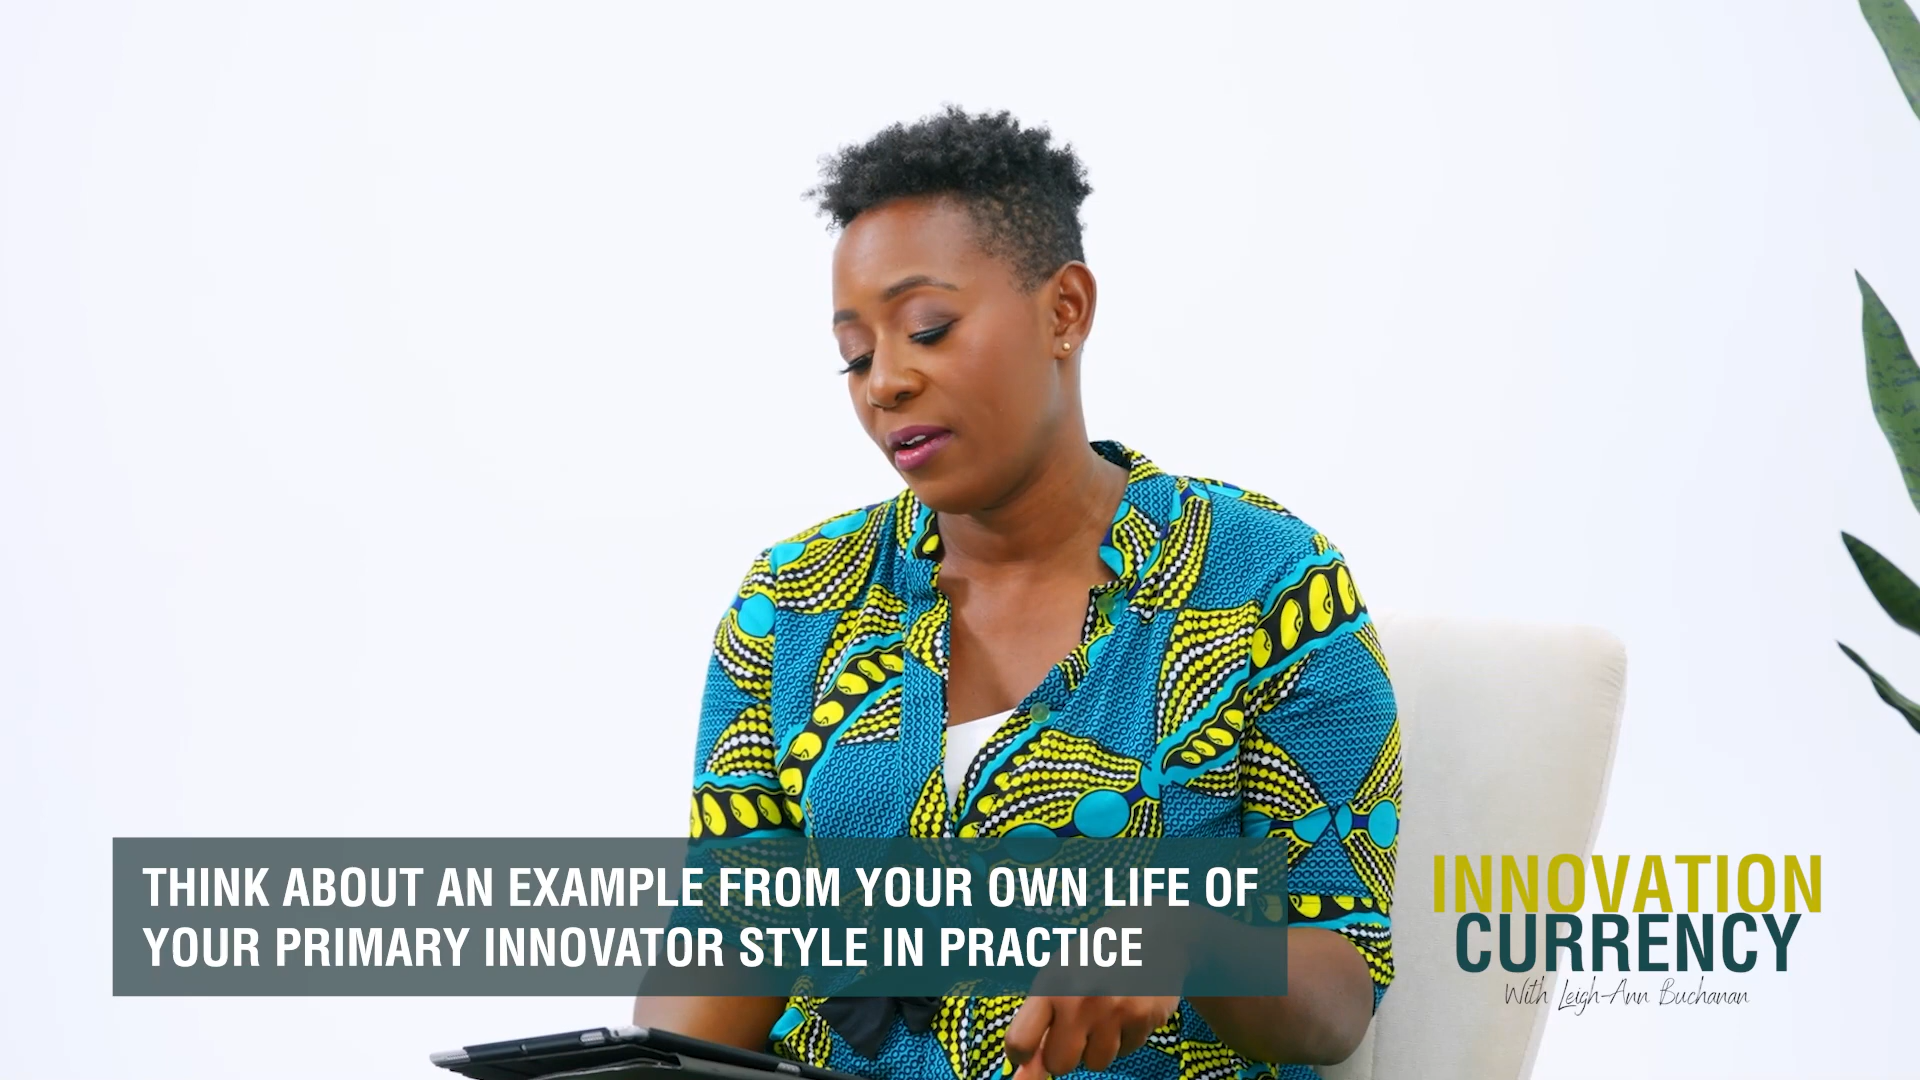 THINK ABOUT AN EXAMPLE FROM YOUR OWN LIFE OF
YOUR PRIMARY INNOVATOR STYLE IN PRACTICE
INNOVATION
CURRENCY
With Leigh-Ann Buchanan